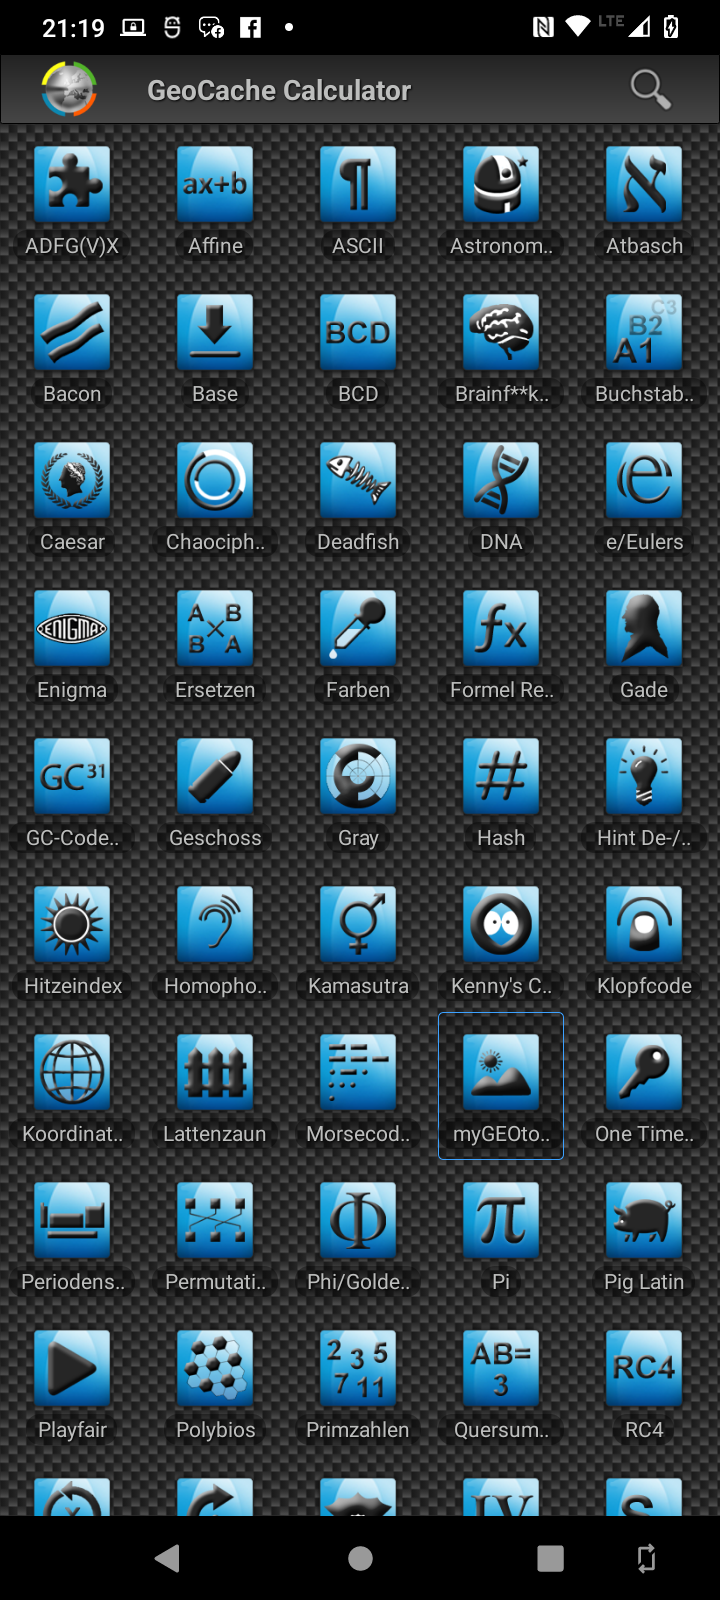 21:19 LTE
GeoCache Calculator
ax+b
ADFG(V)X Affine ASCII Astronom.. Atbasch
BCD C3 B2 A1
Bacon Base BCD Brainf**k.. Buchstab..
e
Caesar Chaociph.. Deadfish DNA e/Eulers
ENIGMA A B B A fx
Enigma Ersetzen Farben Formel Re.. Gade
GC31 #
GC-Code.. Geschoss Gray Hash Hint De-/..
Hitzeindex Homopho.. Kamasutra Kenny's C.. Klopfcode
Koordinat.. Lattenzaun Morsecod.. myGEOto.. One Time..
Φ π
Periodens.. Permutati.. Phi/Golde.. Pi Pig Latin
2 3 5 7 11 AB=3 RC4
Playfair Polybios Primzahlen Quersum.. RC4
x IV S